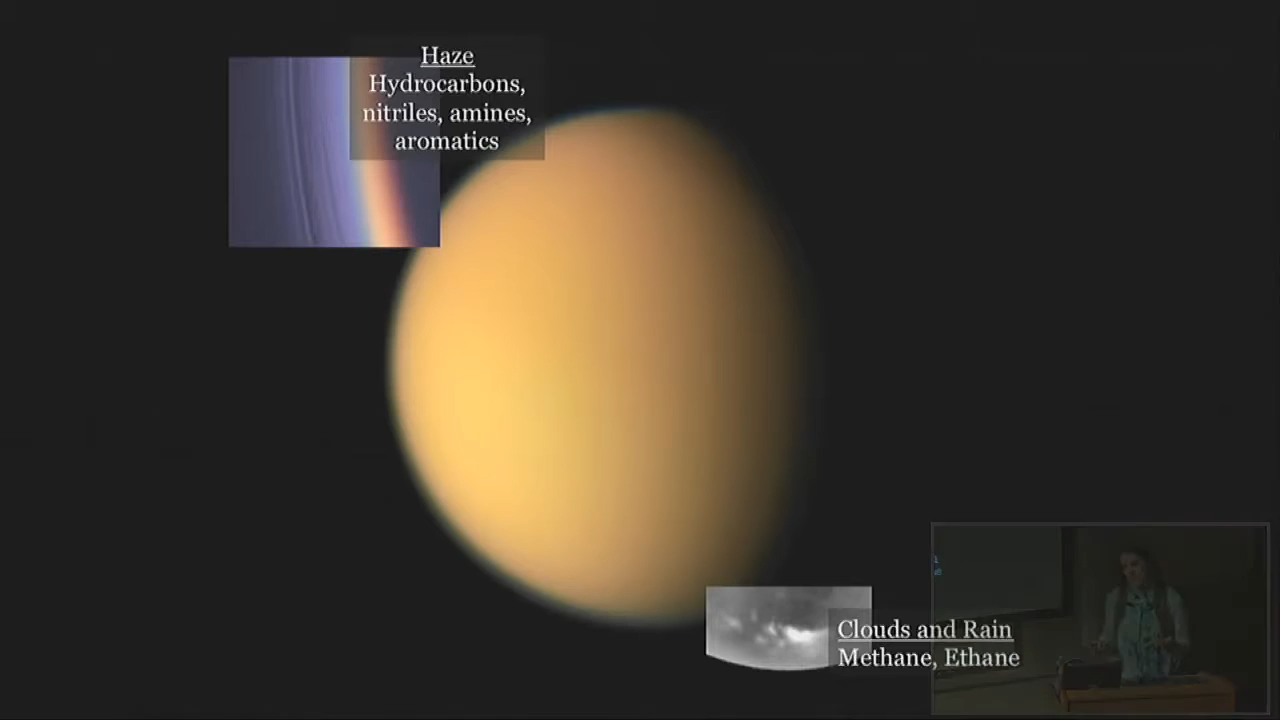 Haze
Hydrocarbons,
nitriles, amines,
aromatics
Clouds and Rain
Methane, Ethane